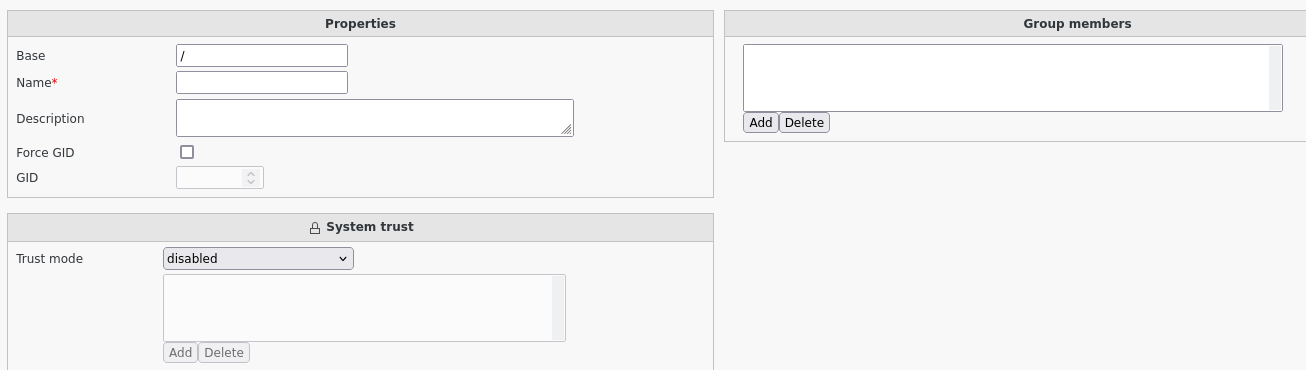 Properties
Base /
Name*
Description
Force GID
GID
System trust
Trust mode disabled
Add Delete
Group members
Add Delete